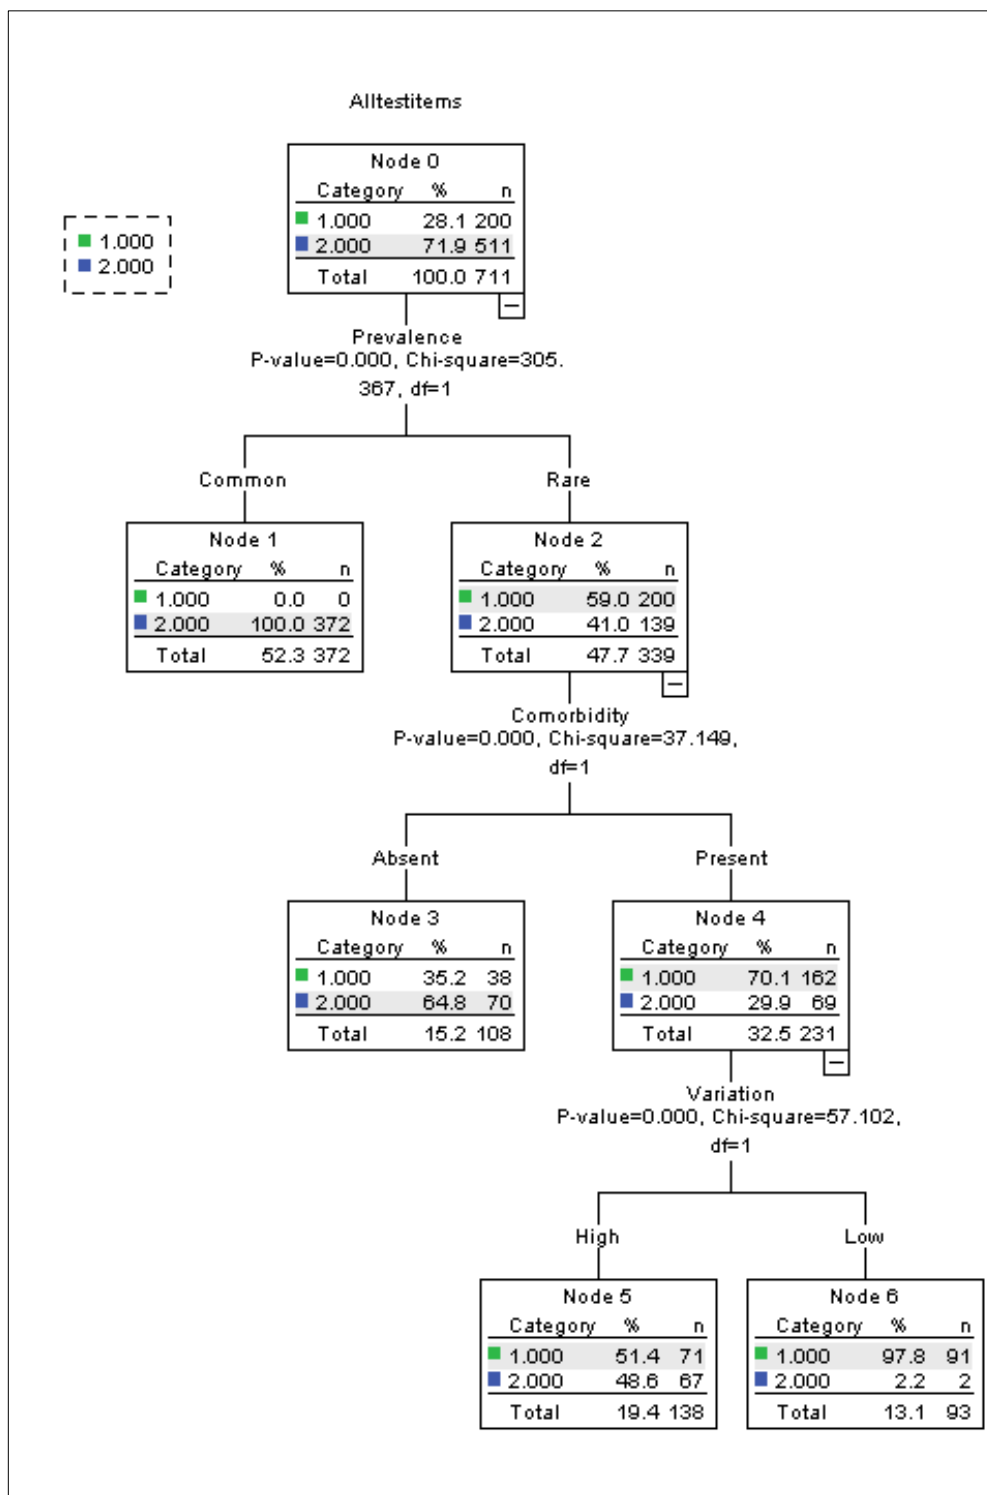 Alltestitems
Node 0
Category % n
1.000 28.1 200
2.000 71.9 511
Total 100.0 711
1.000
2.000
Prevalence
P-value=0.000, Chi-square=305.
367, df=1
Common
Rare
Node 1
Category % n
1.000 0.0 0
2.000 100.0 372
Total 52.3 372
Node 2
Category % n
1.000 59.0 200
2.000 41.0 139
Total 47.7 339
Comorbidity
P-value=0.000, Chi-square=37.149,
df=1
Absent
Present
Node 3
Category % n
1.000 35.2 38
2.000 64.8 70
Total 15.2 108
Node 4
Category % n
1.000 70.1 162
2.000 29.9 69
Total 32.5 231
Variation
P-value=0.000, Chi-square=57.102,
df=1
High
Low
Node 5
Category % n
1.000 51.4 71
2.000 48.6 67
Total 19.4 138
Node 6
Category % n
1.000 97.8 91
2.000 2.2 2
Total 13.1 93